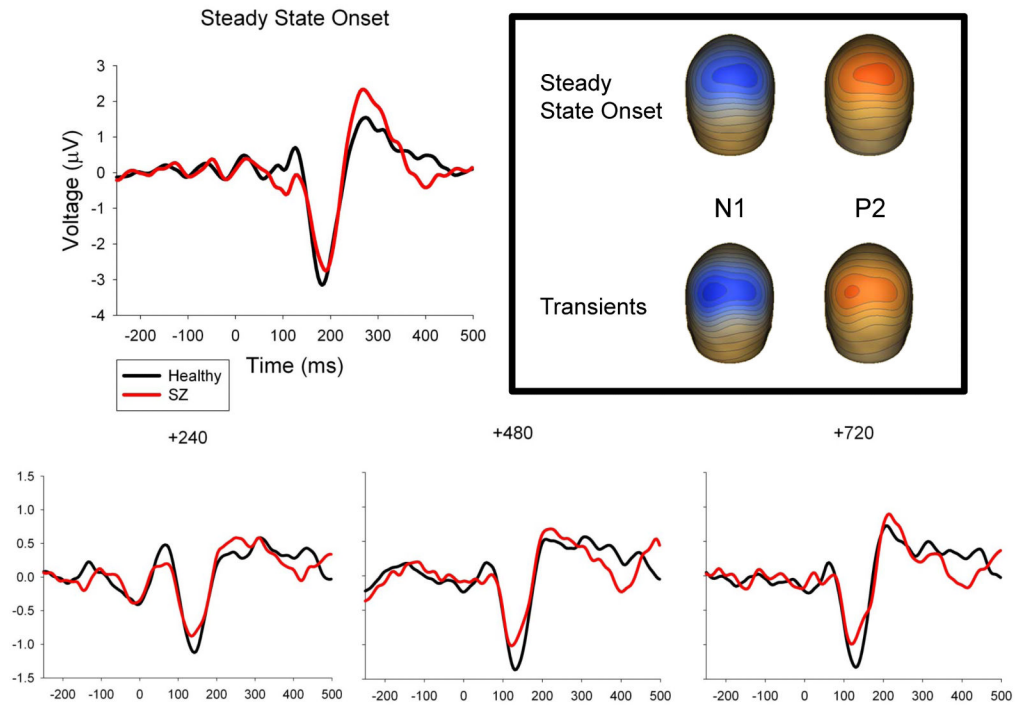 Steady State Onset
3
2
1
0
-1
-2
-3
-4
Voltage (μV)
-200 -100 0 100 200 300 400 500
Time (ms)
Healthy
SZ
Steady
State Onset
N1 P2
Transients
+240 +480 +720
1.5
1.0
0.5
0.0
-0.5
-1.0
-1.5
-200 -100 0 100 200 300 400 500
-200 -100 0 100 200 300 400 500
-200 -100 0 100 200 300 400 500